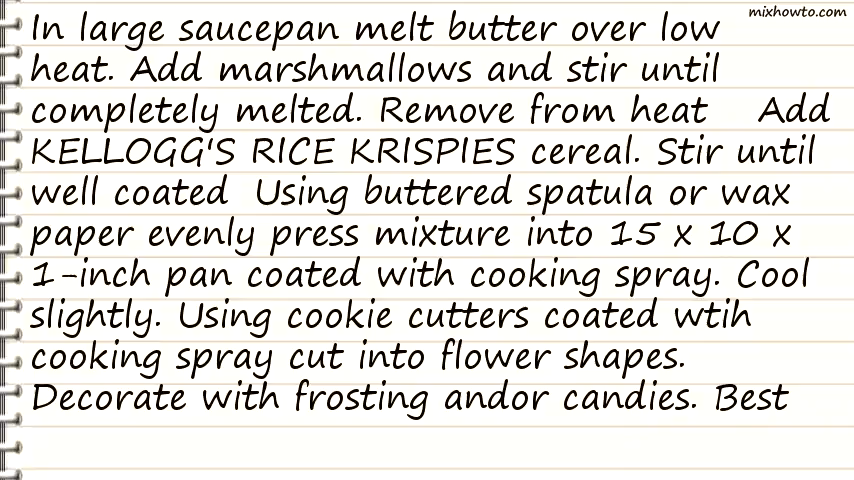 mixhowto.com
In large saucepan melt butter over low
heat. Add marshmallows and stir until
completely melted. Remove from heat    Add
KELLOGG'S RICE KRISPIES cereal. Stir until
well coated  Using buttered spatula or wax
paper evenly press mixture into 15 x 10 x
1-inch pan coated with cooking spray. Cool
slightly. Using cookie cutters coated wtih
cooking spray cut into flower shapes.
Decorate with frosting andor candies. Best